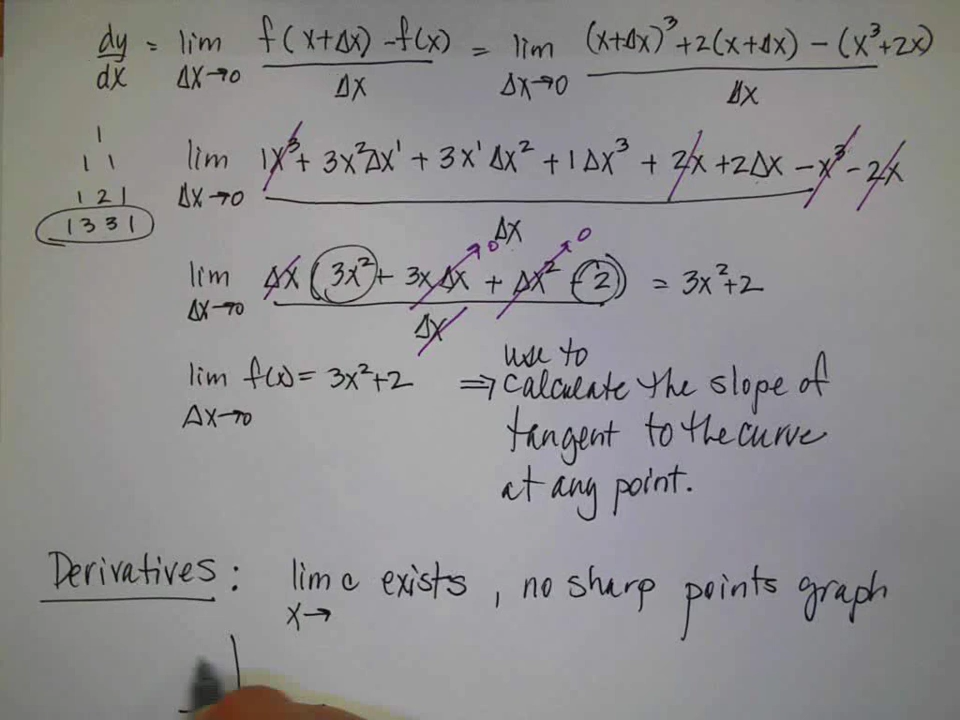 dy/dx = lim Δx→0 f(x+Δx) - f(x) / Δx = lim Δx→0 (x+Δx)³ + 2(x+Δx) - (x³+2x) / Δx
1
1 1
1 2 1
1 3 3 1
lim Δx→0 1x³ + 3x²Δx¹ + 3x¹Δx² + 1Δx³ + 2x + 2Δx - x³ - 2x / Δx
lim Δx→0 Δx(3x² + 3xΔx + Δx² + 2) / Δx = 3x²+2
0 0
lim Δx→0 f(x) = 3x²+2 ⇒ use to
calculate the slope of
tangent to the curve
at any point.
Derivatives: lim x→ c exists, no sharp points graph